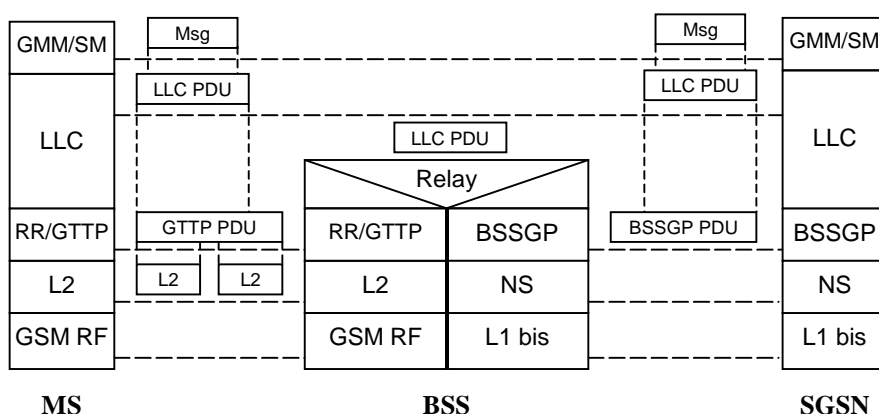 Msg
Msg
GMM/SM
GMM/SM
LLC PDU
LLC PDU
LLC
LLC PDU
LLC
Relay
RR/GTTP
GTTP PDU
RR/GTTP
BSSGP
BSSGP PDU
BSSGP
L2
L2
L2
L2
NS
NS
GSM RF
GSM RF
L1 bis
L1 bis
MS
BSS
SGSN